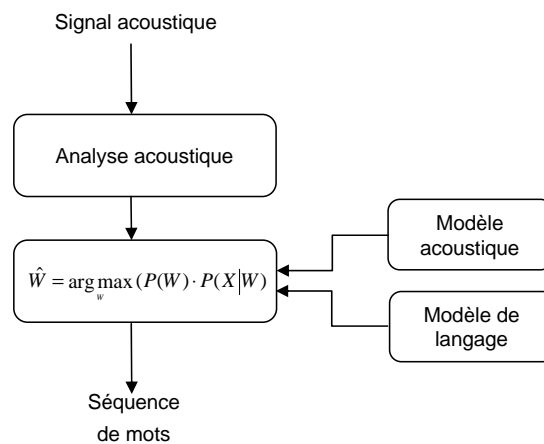 Signal acoustique
Analyse acoustique
Modèle
acoustique
Ŵ = arg max (P(W) · P(X|W)
W
Modèle de
langage
Séquence
de mots